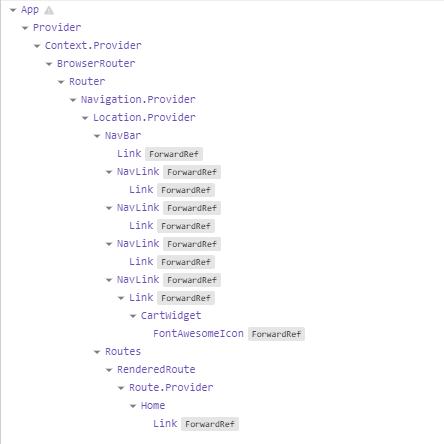 App
Provider
Context.Provider
BrowserRouter
Router
Navigation.Provider
Location.Provider
NavBar
Link ForwardRef
NavLink ForwardRef
Link ForwardRef
NavLink ForwardRef
Link ForwardRef
NavLink ForwardRef
Link ForwardRef
NavLink ForwardRef
Link ForwardRef
CartWidget
FontAwesomeIcon ForwardRef
Routes
RenderedRoute
Route.Provider
Home
Link ForwardRef